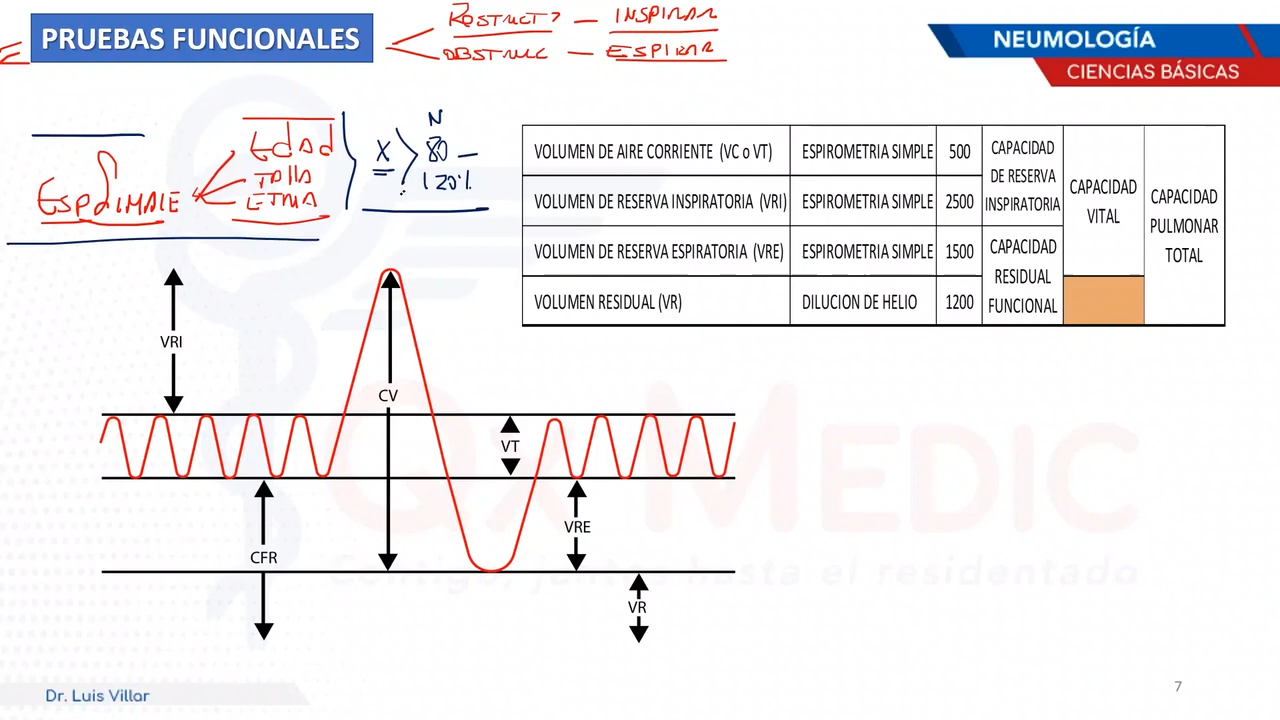 RESTRICT — INSPIRAR
PRUEBAS FUNCIONALES
OBSTRUC — ESPIRAR
NEUMOLOGÍA
CIENCIAS BÁSICAS
EDAD
TALLA
ETNIA
X
N
80 —
120%
VOLUMEN DE AIRE CORRIENTE (VC o VT) ESPIROMETRIA SIMPLE 500
VOLUMEN DE RESERVA INSPIRATORIA (VRI) ESPIROMETRIA SIMPLE 2500
VOLUMEN DE RESERVA ESPIRATORIA (VRE) ESPIROMETRIA SIMPLE 1500
VOLUMEN RESIDUAL (VR) DILUCION DE HELIO 1200
CAPACIDAD
DE RESERVA
INSPIRATORIA
CAPACIDAD
RESIDUAL
FUNCIONAL
CAPACIDAD
VITAL
CAPACIDAD
PULMONAR
TOTAL
VRI
CV
VT
VRE
CFR
VR
Qx MEDIC
Contigo, juntos hasta el residentado
Dr. Luis Villar
7